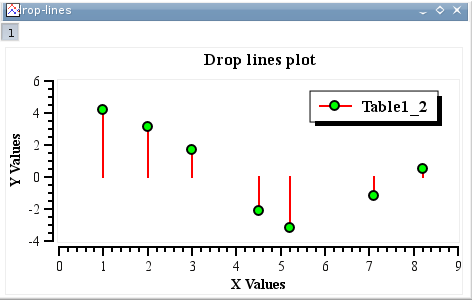 rop-lines
1
Drop lines plot
Table1_2
Y Values
6
4
2
0
-2
-4
0 1 2 3 4 5 6 7 8 9
X Values